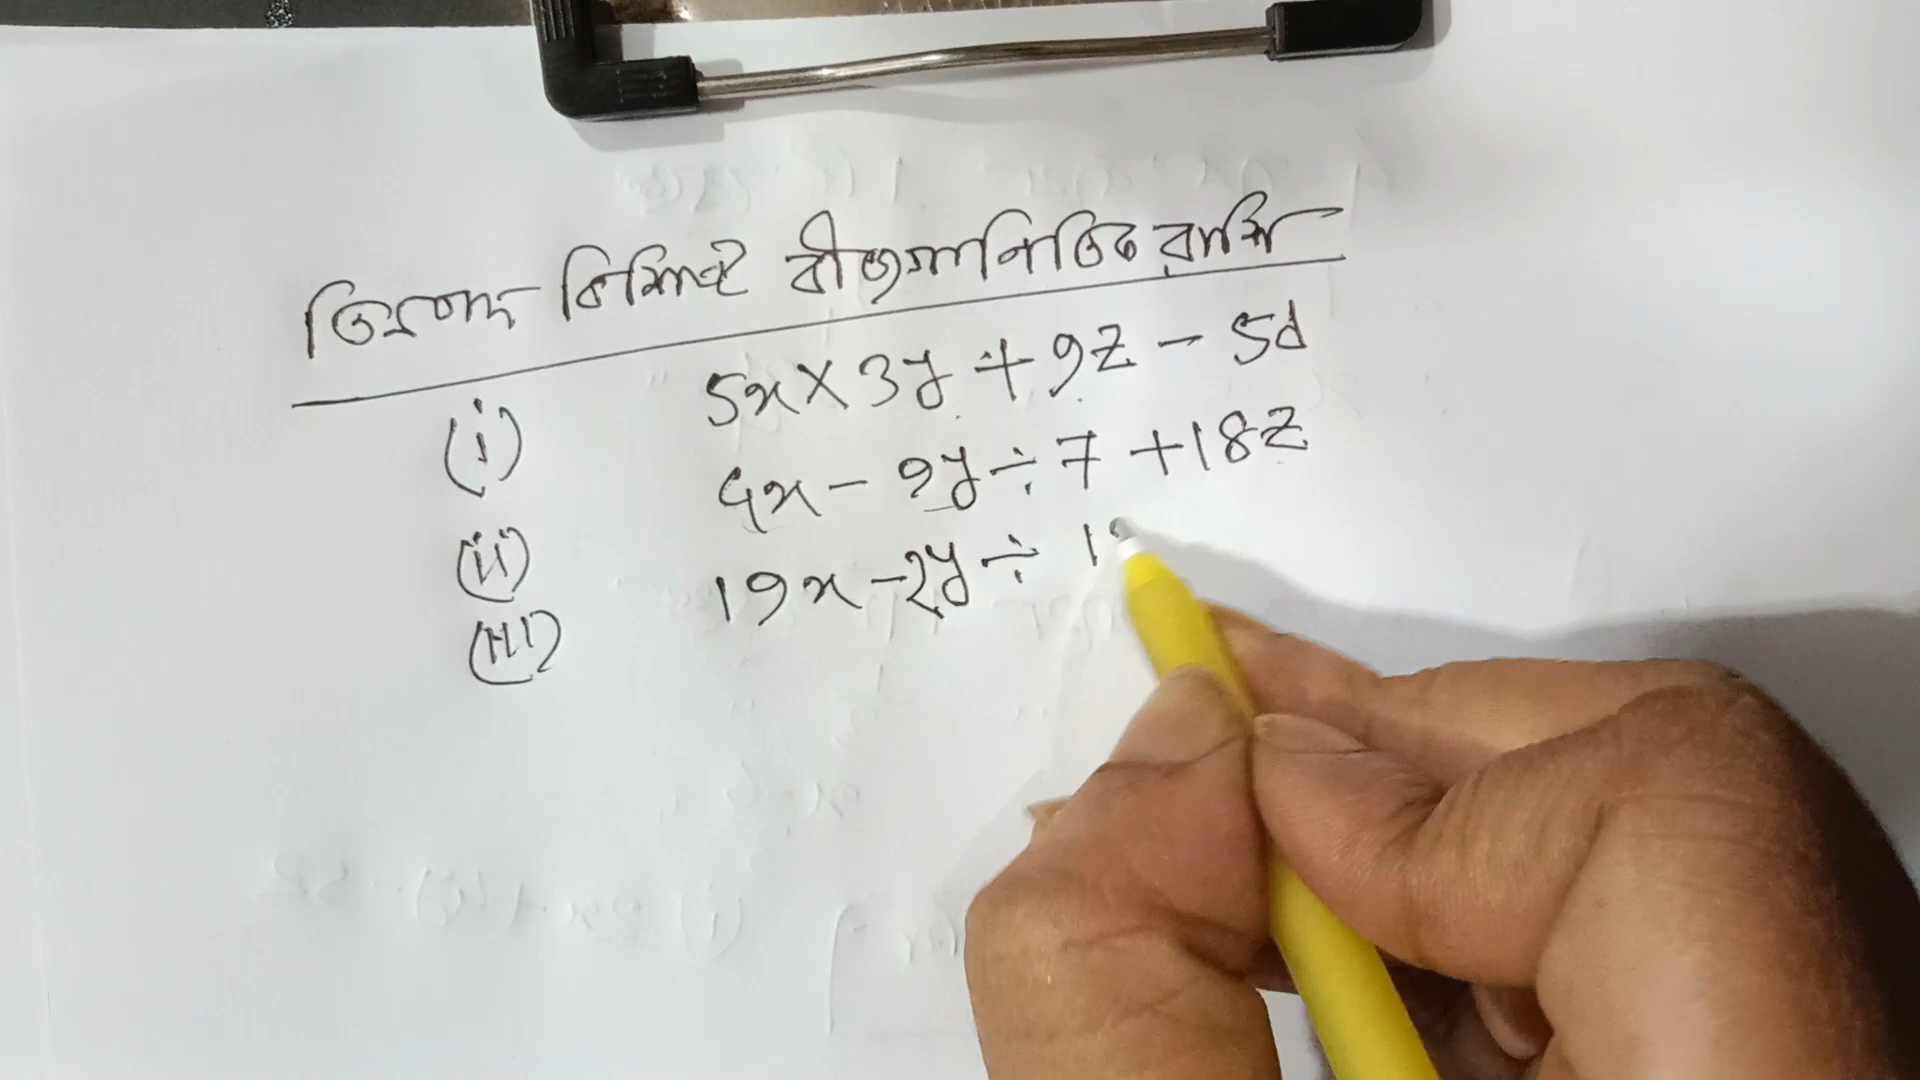 তিনপদ বিশিষ্ট বীজগানিতিক রাশি
(i) 5x × 3y + 9z - 5d
(ii) 4x - 9y ÷ 7 + 18z
(iii) 19x - 2y ÷ 1